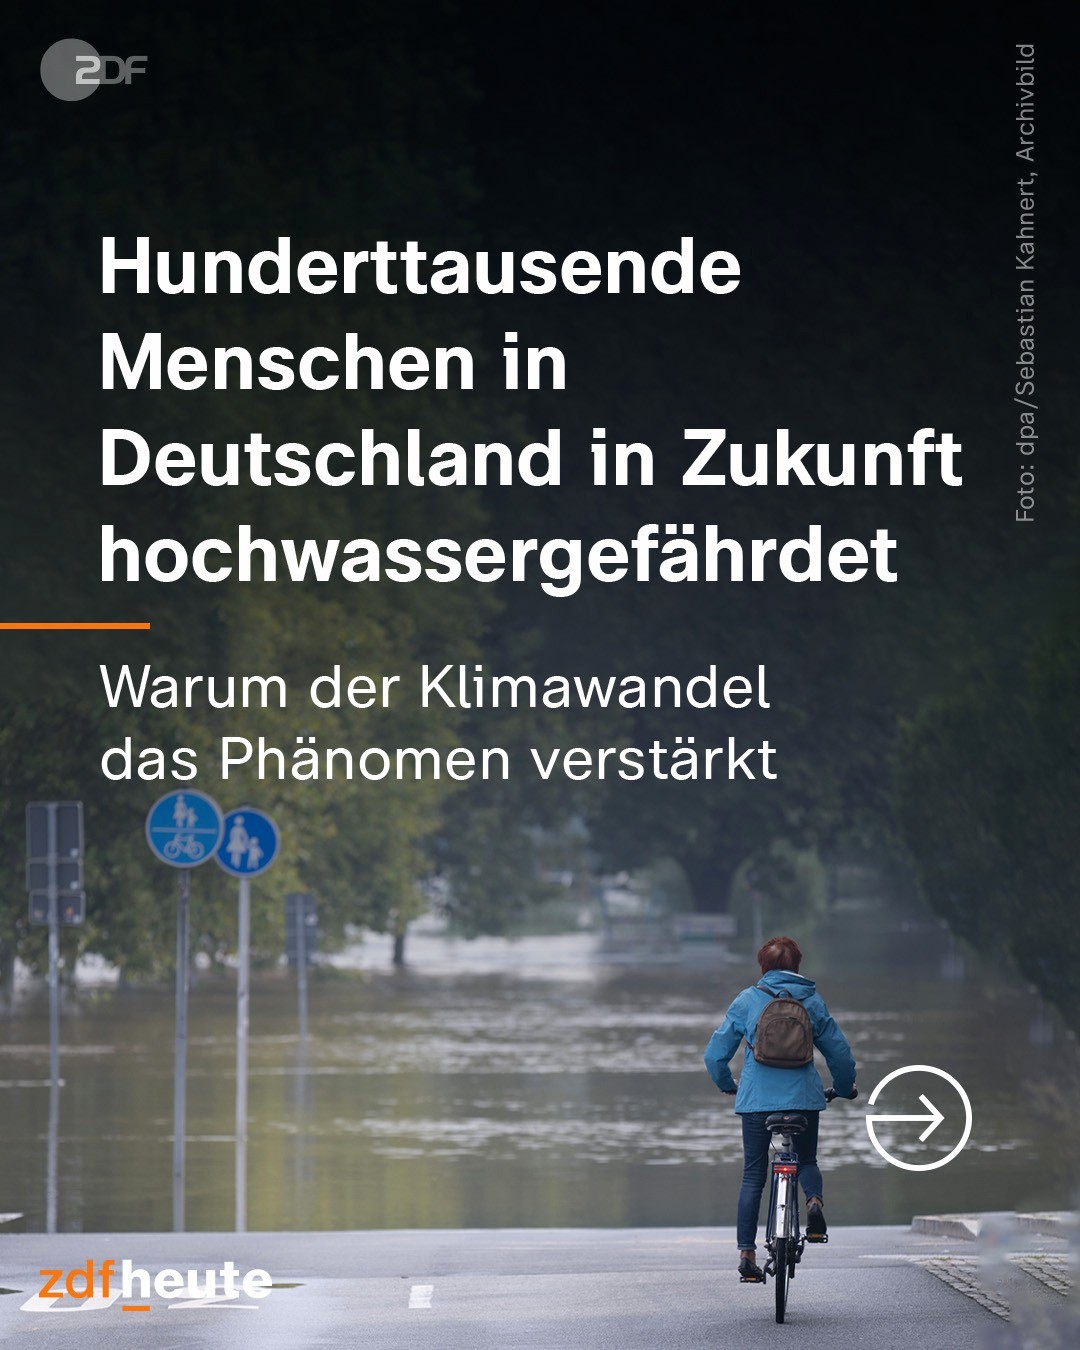 ZDF
Foto: dpa/Sebastian Kahnert, Archivbild
Hunderttausende
Menschen in
Deutschland in Zukunft
hochwassergefährdet
Warum der Klimawandel
das Phänomen verstärkt
zdfheute